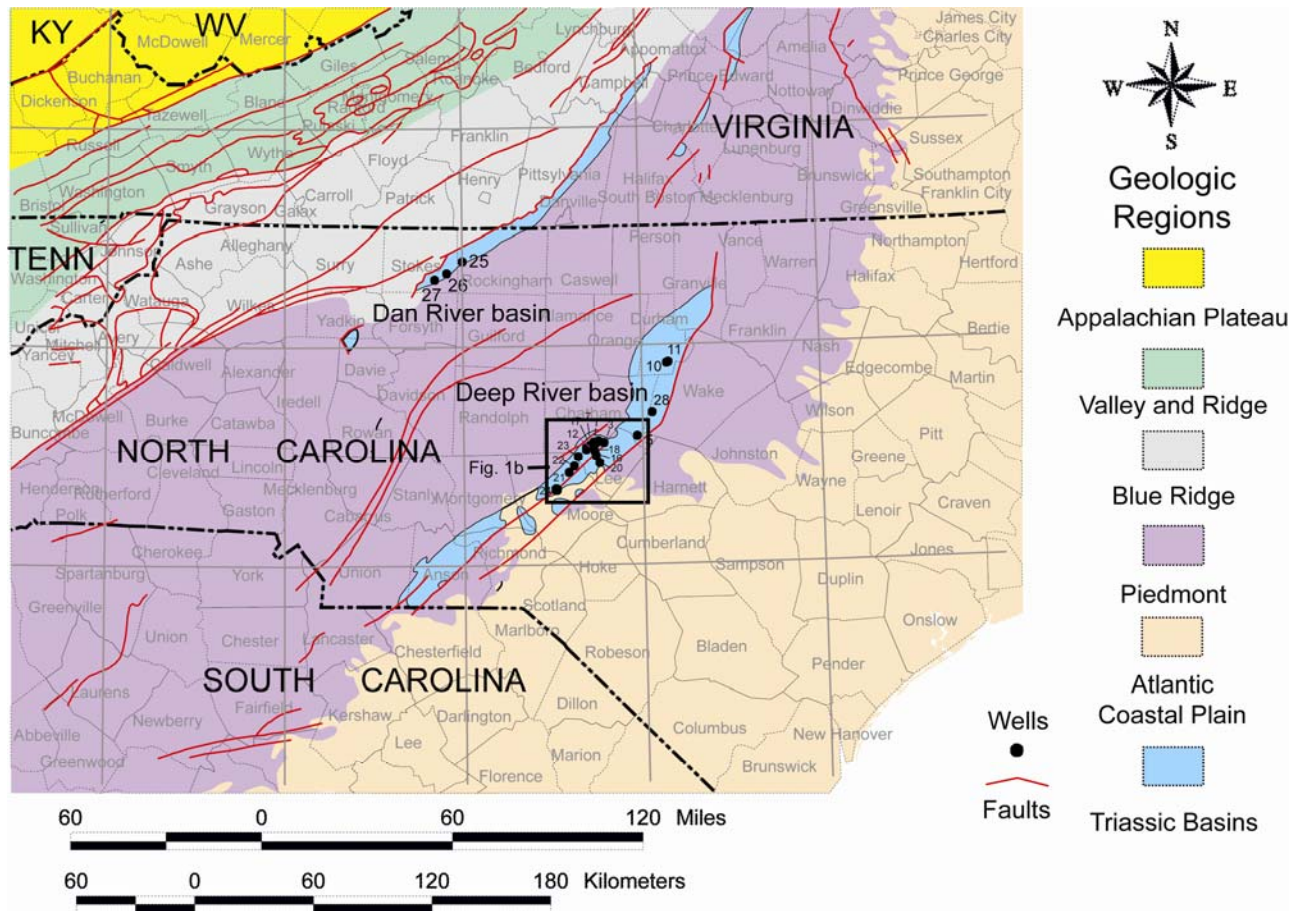 KY
WV
McDowell
Mercer
Buchanan
Dickenson
Tazewell
Russell
Giles
Salem
Roanoke
Lynchburg
Bedford
Appomattox
Campbell
Prince Edward
Amelia
James City
Charles City
Prince George
Nottoway
Dinwiddie
Bland
Montgomery
Radford
Pulski
Wythe
Smyth
Washington
Bristol
Floyd
Franklin
Carroll
Patrick
Henry
Grayson
Galax
Pittsylvania
Danville
Halifax
South Boston
Mecklenburg
Charlotte
Lunenburg
VIRGINIA
Brunswick
Sussex
Southampton
Franklin City
Greensville
Sullivan
TENN
Johnson
Washington
Carter
Watauga
Unicoi
Mitchell
Avery
Yancey
Ashe
Alleghany
Surry
Wilkes
Stokes
Rockingham
Caswell
Person
Granville
Vance
Warren
Halifax
Northampton
Hertford
25
26
27
Dan River basin
Yadkin
Forsyth
Guilford
Alamance
Orange
Durham
Franklin
Nash
Bertie
Edgecombe
Martin
Caldwell
Alexander
Iredell
Davie
Davidson
Randolph
Chatham
Wake
Wilson
Pitt
Deep River basin
10
11
28
McDowell
Buncombe
Burke
Catawba
Rowan
NORTH CAROLINA
Cleveland
Lincoln
Henderson
Rutherford
Polk
Gaston
Mecklenburg
Cabarrus
Stanly
Montgomery
Fig. 1b
12
23
22
21
3
5
18
19
20
Lee
Moore
Harnett
Johnston
Wayne
Greene
Lenoir
Craven
Jones
Cherokee
Spartanburg
York
Union
Anson
Richmond
Hoke
Cumberland
Sampson
Duplin
Onslow
Scotland
Greenville
Union
Chester
Lancaster
Chesterfield
Marlboro
Robeson
Bladen
Pender
SOUTH CAROLINA
Laurens
Newberry
Fairfield
Kershaw
Darlington
Dillon
Columbus
New Hanover
Brunswick
Abbeville
Greenwood
Lee
Florence
Marion
N
W
E
S
Geologic
Regions
Appalachian Plateau
Valley and Ridge
Blue Ridge
Piedmont
Atlantic
Coastal Plain
Triassic Basins
Wells
Faults
60 0 60 120 Miles
60 0 60 120 180 Kilometers